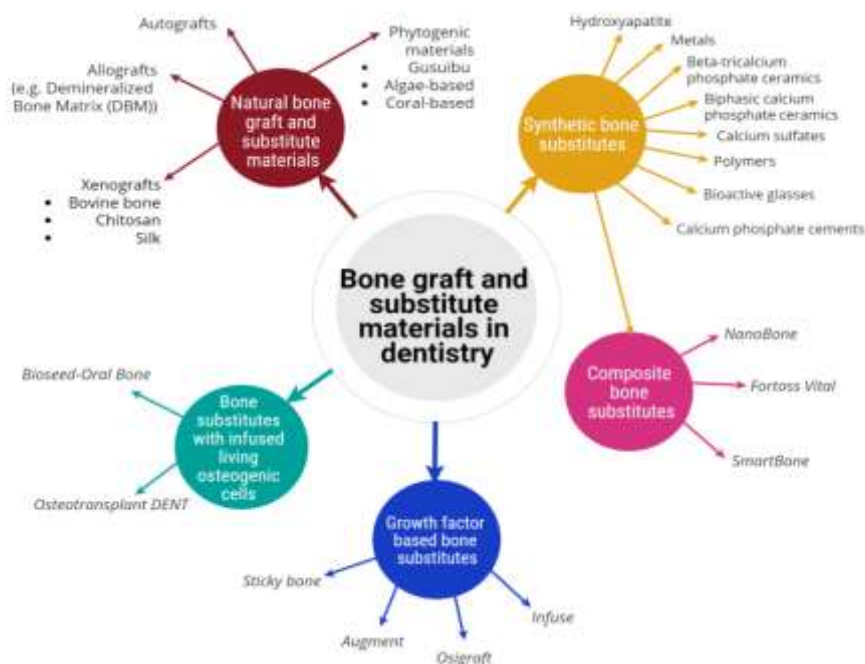 Autografts
Allografts
(e.g. Demineralized
Bone Matrix (DBM))
Natural bone
graft and
substitute
materials
Phytogenic
materials
• Gusuibu
• Algae-based
• Coral-based
Xenografts
• Bovine bone
• Chitosan
• Silk
Hydroxyapatite
Metals
Beta-tricalcium
phosphate ceramics
Biphasic calcium
phosphate ceramics
Calcium sulfates
Polymers
Bioactive glasses
Calcium phosphate cements
Synthetic bone
substitutes
Bone graft and
substitute
materials in
dentistry
NanoBone
Fortoss Vital
SmartBone
Composite
bone
substitutes
Bioseed-Oral Bone
Osteotransplant DENT
Bone
substitutes
with infused
living
osteogenic
cells
Growth factor
based bone
substitutes
Sticky bone
Augment
Osigraft
Infuse